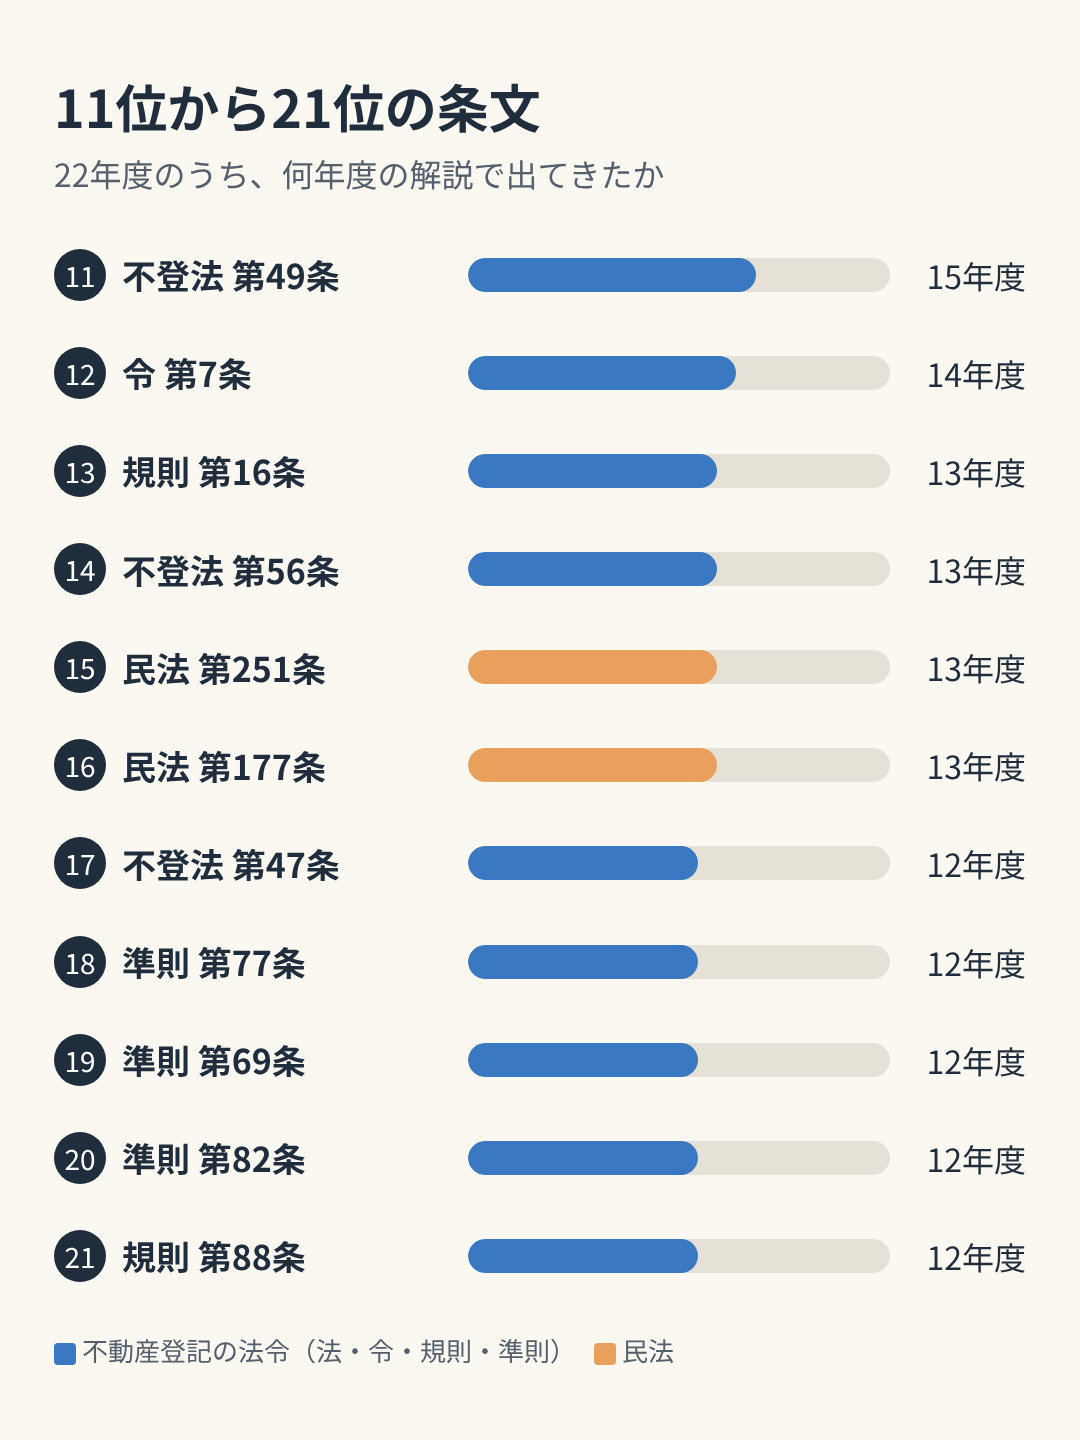 11位から21位の条文
22年度のうち、何年度の解説で出てきたか
11 不登法 第49条 15年度
12 令 第7条 14年度
13 規則 第16条 13年度
14 不登法 第56条 13年度
15 民法 第251条 13年度
16 民法 第177条 13年度
17 不登法 第47条 12年度
18 準則 第77条 12年度
19 準則 第69条 12年度
20 準則 第82条 12年度
21 規則 第88条 12年度
不動産登記の法令（法・令・規則・準則） 民法